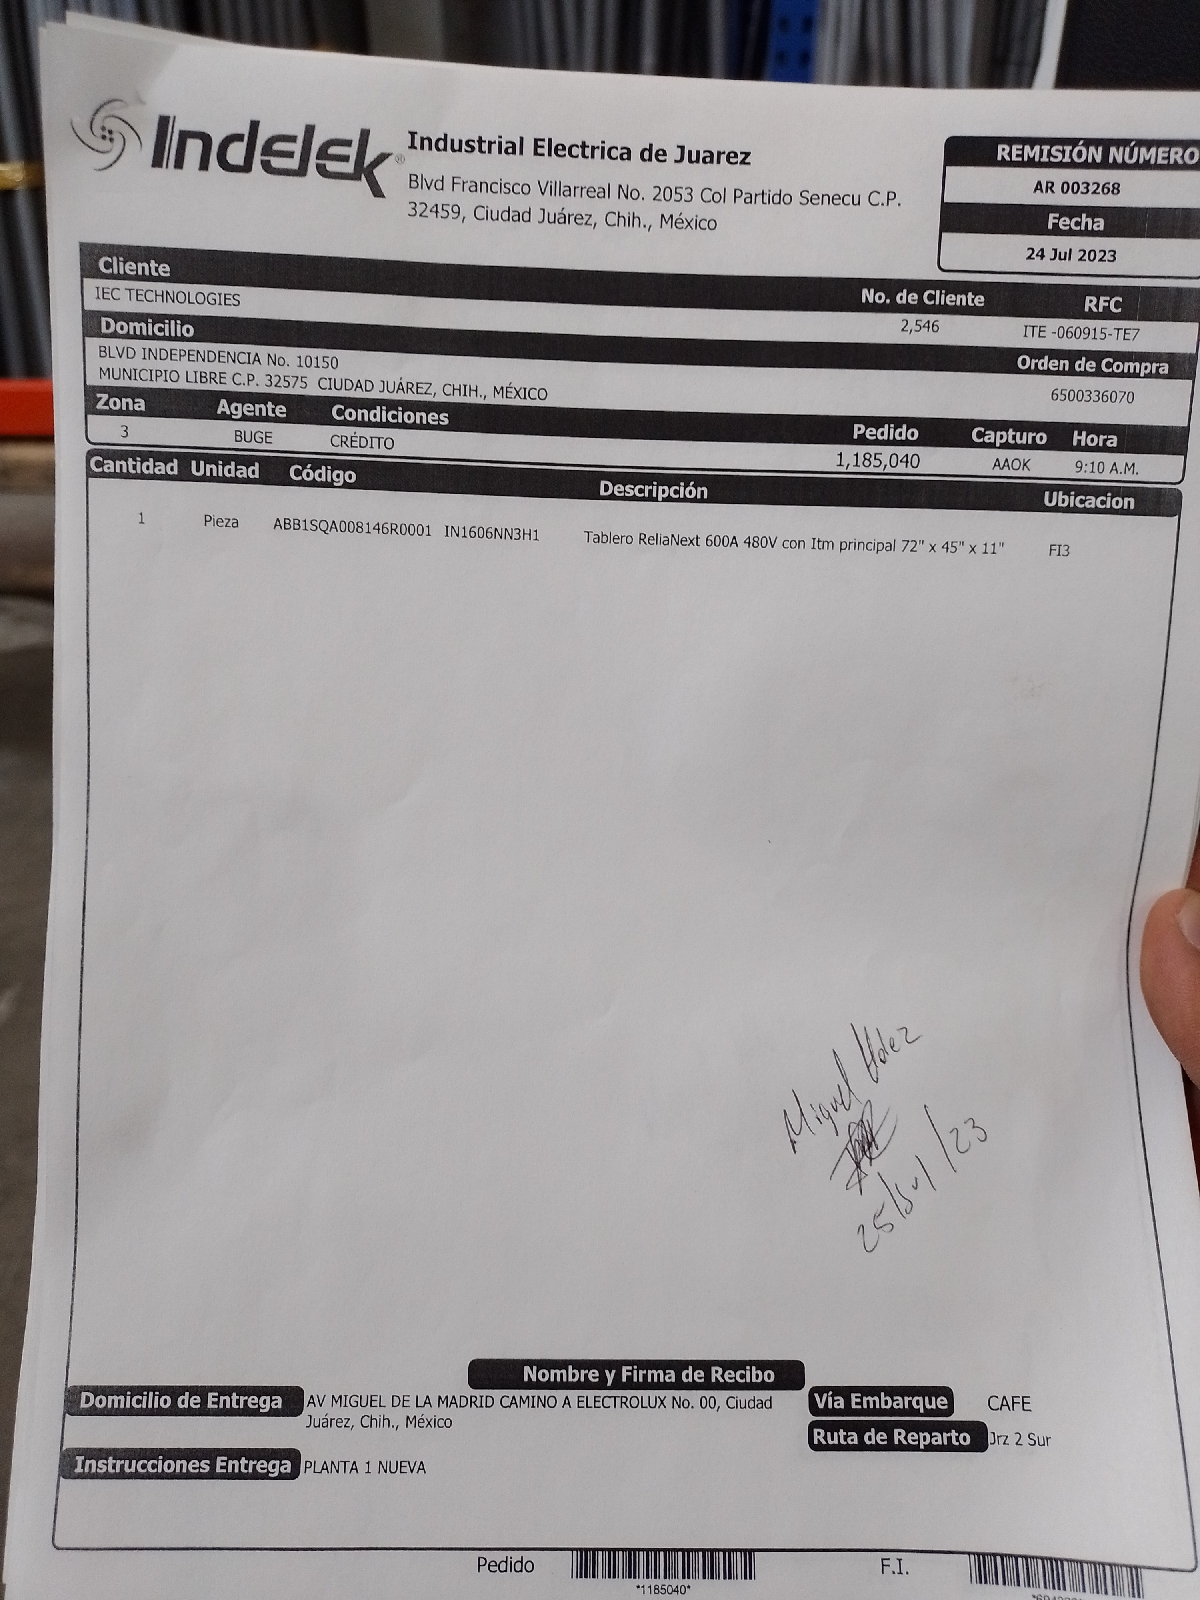 Indelek®
Industrial Electrica de Juarez
Blvd Francisco Villarreal No. 2053 Col Partido Senecu C.P.
32459, Ciudad Juárez, Chih., México
REMISIÓN NÚMERO
AR 003268
Fecha
24 Jul 2023
Cliente No. de Cliente RFC
IEC TECHNOLOGIES 2,546 ITE -060915-TE7
Domicilio Orden de Compra
BLVD INDEPENDENCIA No. 10150
MUNICIPIO LIBRE C.P. 32575 CIUDAD JUÁREZ, CHIH., MÉXICO 6500336070
Zona Agente Condiciones Pedido Capturo Hora
3 BUGE CRÉDITO 1,185,040 AAOK 9:10 A.M.
Cantidad Unidad Código Descripción Ubicacion
1 Pieza ABB1SQA008146R0001 IN1606NN3H1 Tablero ReliaNext 600A 480V con Itm principal 72" x 45" x 11" FI3
Miguel Hdez
25/Jul/23
Nombre y Firma de Recibo
Domicilio de Entrega AV MIGUEL DE LA MADRID CAMINO A ELECTROLUX No. 00, Ciudad
Juárez, Chih., México
Vía Embarque CAFE
Ruta de Reparto Jrz 2 Sur
Instrucciones Entrega PLANTA 1 NUEVA
Pedido F.I.
*1185040*